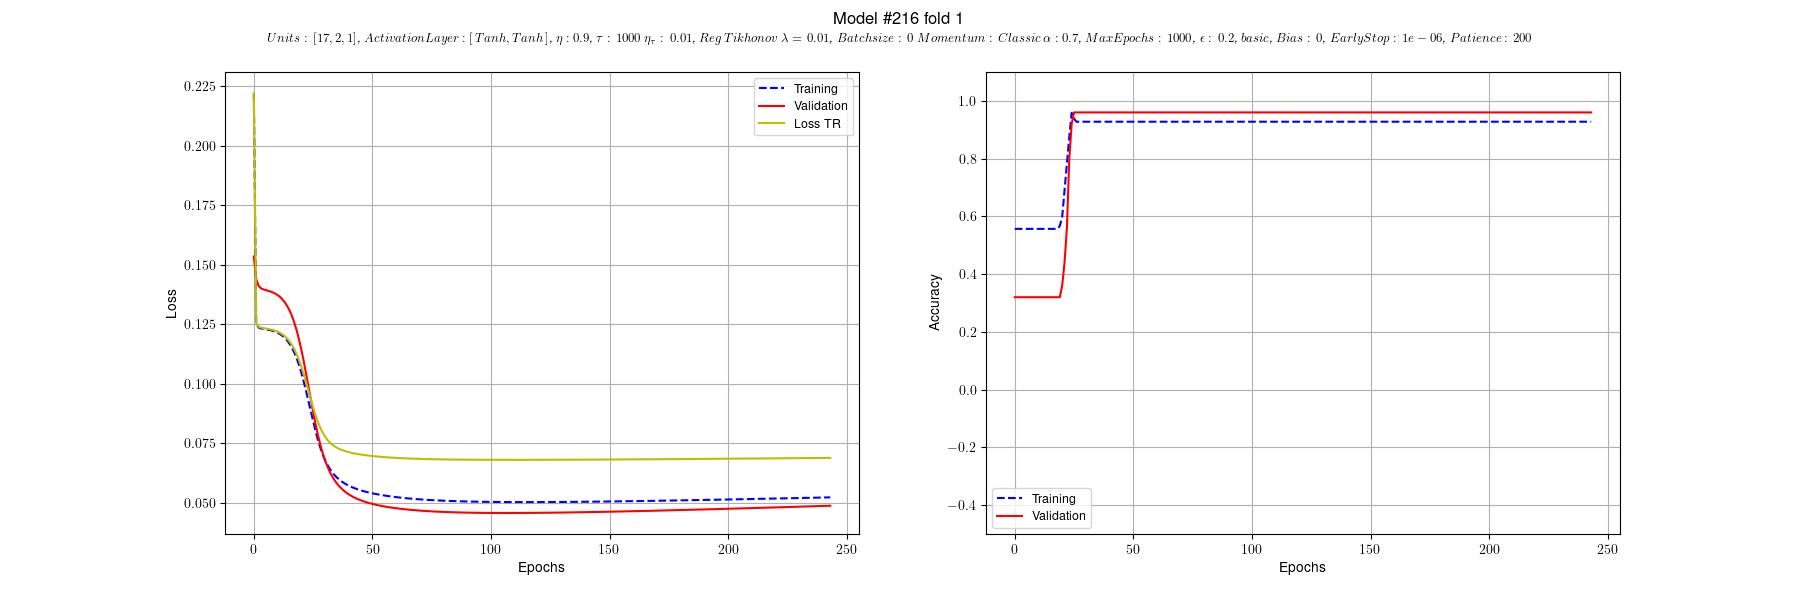 Model #216 fold 1
Units : [17, 2, 1], ActivationLayer : [Tanh, Tanh], η : 0.9, τ : 1000 ητ : 0.01, Reg Tikhonov λ = 0.01, Batchsize : 0 Momentum : Classic α : 0.7, MaxEpochs : 1000, ϵ : 0.2, basic, Bias : 0, EarlyStop : 1e − 06, Patience : 200
0.225
0.200
0.175
0.150
0.125
0.100
0.075
0.050
Loss
Training
Validation
Loss TR
0 50 100 150 200 250
Epochs
1.0
0.8
0.6
0.4
0.2
0.0
−0.2
−0.4
Accuracy
Training
Validation
0 50 100 150 200 250
Epochs